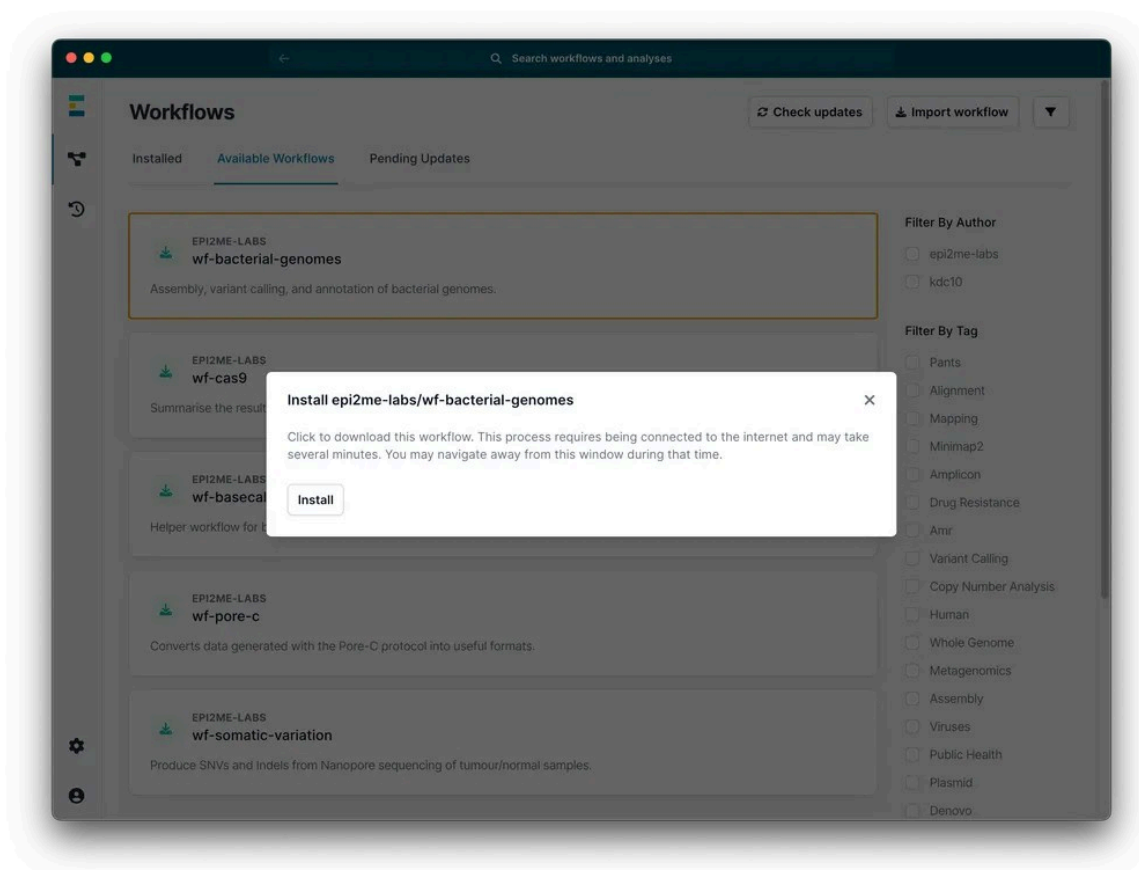 Search workflows and analyses
Workflows
Check updates
Import workflow
Installed
Available Workflows
Pending Updates
EPI2ME-LABS
wf-bacterial-genomes
Assembly, variant calling, and annotation of bacterial genomes.
EPI2ME-LABS
wf-cas9
Summarise the result
Install epi2me-labs/wf-bacterial-genomes
Click to download this workflow. This process requires being connected to the internet and may take
several minutes. You may navigate away from this window during that time.
Install
EPI2ME-LABS
wf-basecal
Helper workflow for b
EPI2ME-LABS
wf-pore-c
Converts data generated with the Pore-C protocol into useful formats.
EPI2ME-LABS
wf-somatic-variation
Produce SNVs and Indels from Nanopore sequencing of tumour/normal samples.
Filter By Author
epi2me-labs
kdc10
Filter By Tag
Pants
Alignment
Mapping
Minimap2
Amplicon
Drug Resistance
Amr
Variant Calling
Copy Number Analysis
Human
Whole Genome
Metagenomics
Assembly
Viruses
Public Health
Plasmid
Denovo